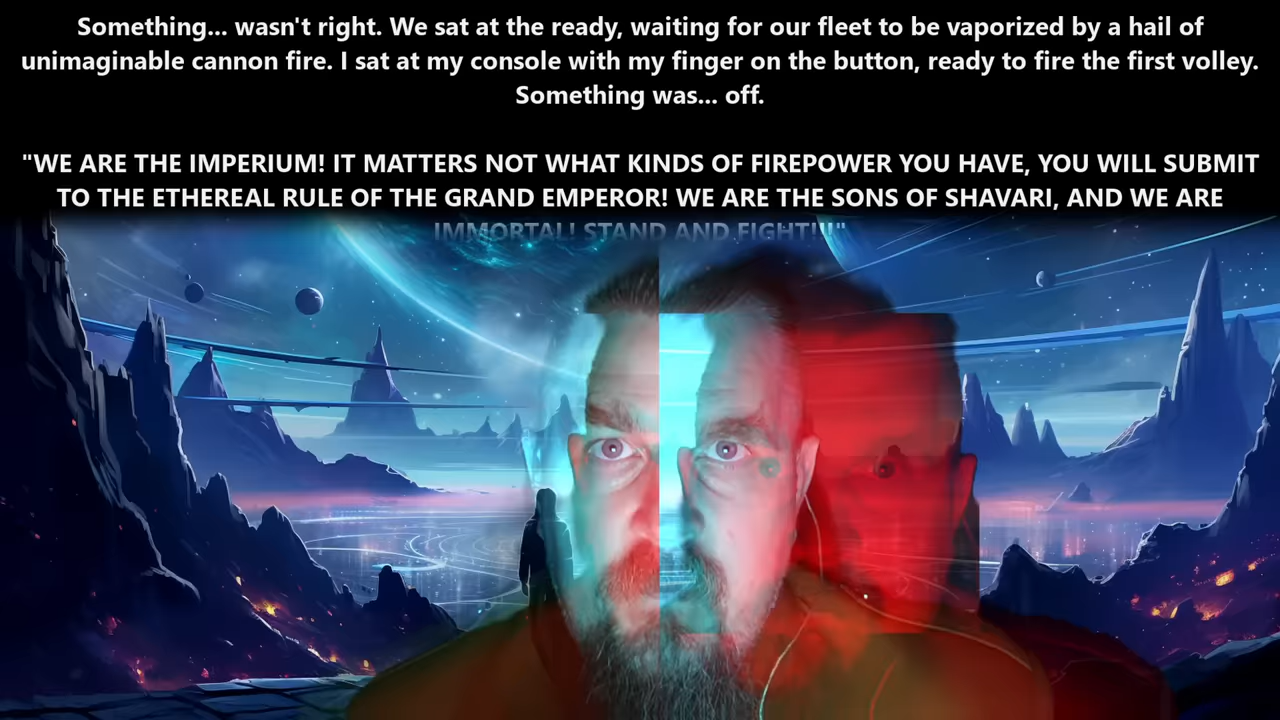 Something... wasn't right. We sat at the ready, waiting for our fleet to be vaporized by a hail of
unimaginable cannon fire. I sat at my console with my finger on the button, ready to fire the first volley.
Something was... off.
"WE ARE THE IMPERIUM! IT MATTERS NOT WHAT KINDS OF FIREPOWER YOU HAVE, YOU WILL SUBMIT
TO THE ETHEREAL RULE OF THE GRAND EMPEROR! WE ARE THE SONS OF SHAVARI, AND WE ARE
IMMORTAL! STAND AND FIGHT!!!"